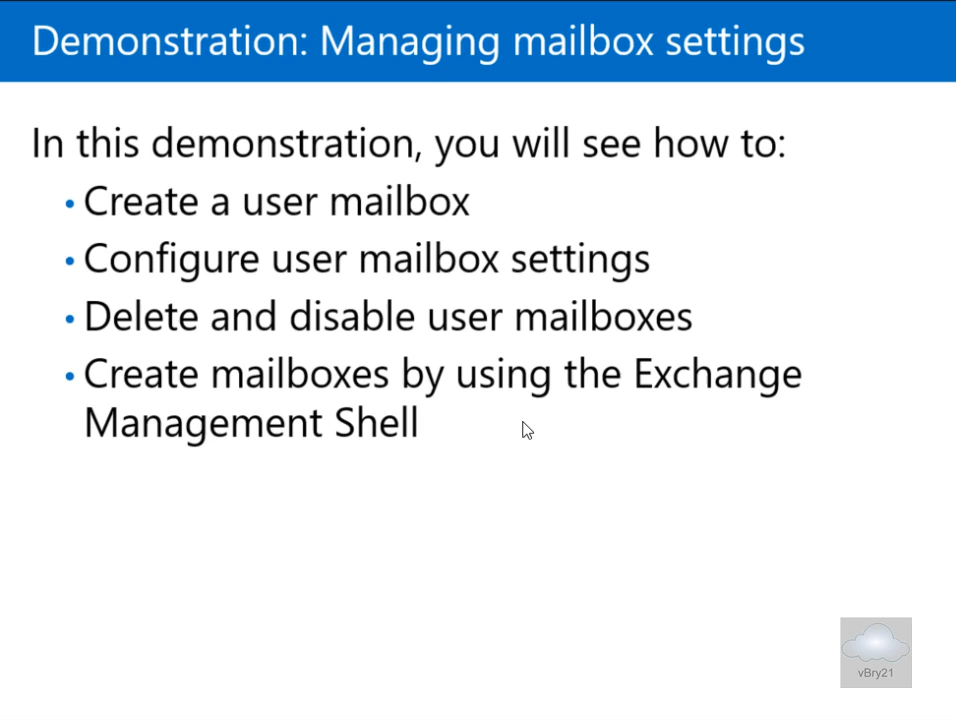 Demonstration: Managing mailbox settings
In this demonstration, you will see how to:
• Create a user mailbox
• Configure user mailbox settings
• Delete and disable user mailboxes
• Create mailboxes by using the Exchange
Management Shell
vBry21